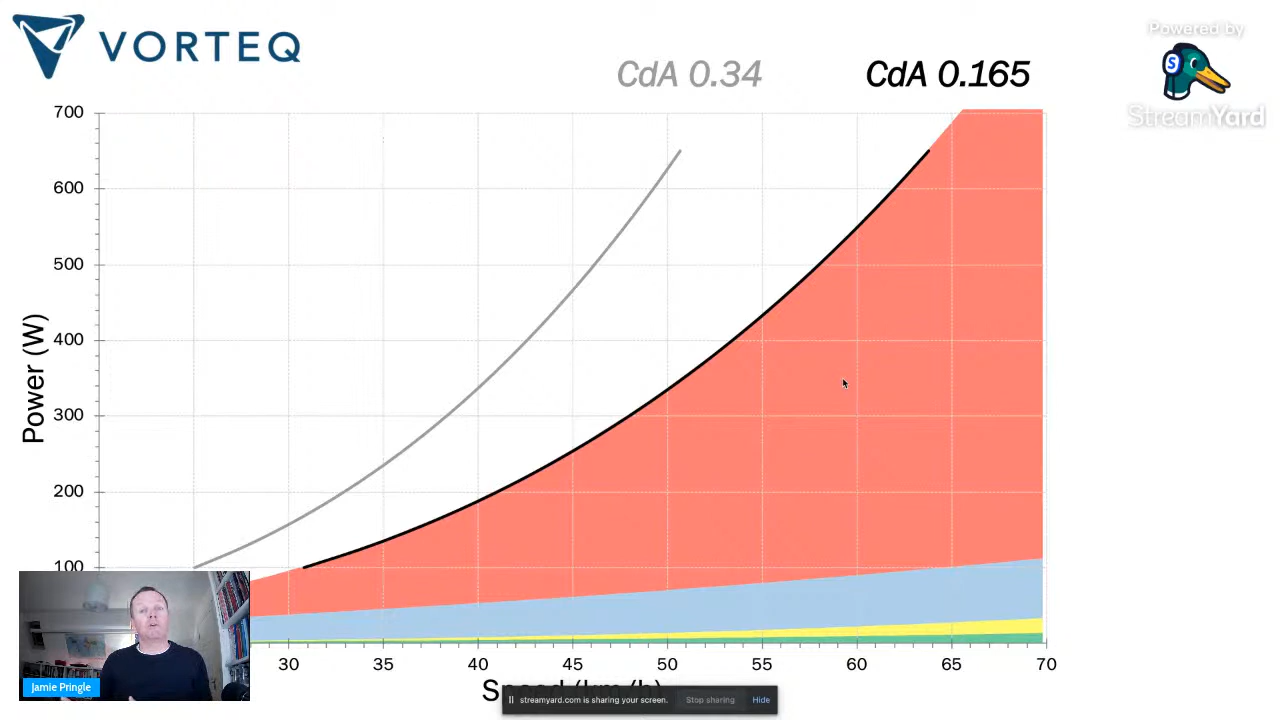 VORTEQ
Powered by
S
StreamYard
CdA 0.34
CdA 0.165
700
600
500
400
300
200
100
Power (W)
30
35
40
45
50
55
60
65
70
Speed (km/h)
Jamie Pringle
streamyard.com is sharing your screen.
Stop sharing
Hide